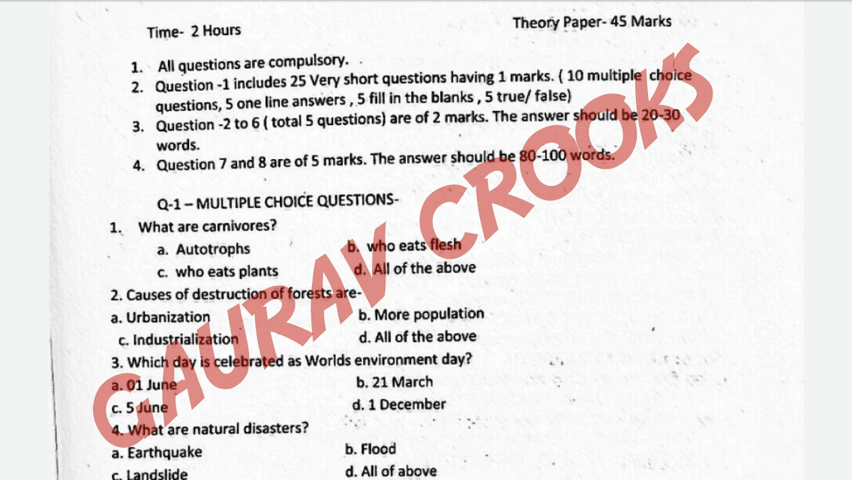 Time- 2 Hours
Theory Paper- 45 Marks
1. All questions are compulsory.
2. Question -1 includes 25 Very short questions having 1 marks. ( 10 multiple choice
questions, 5 one line answers , 5 fill in the blanks , 5 true/ false)
3. Question -2 to 6 ( total 5 questions) are of 2 marks. The answer should be 20-30
words.
4. Question 7 and 8 are of 5 marks. The answer should be 80-100 words.
Q-1 – MULTIPLE CHOICE QUESTIONS-
1. What are carnivores?
a. Autotrophs b. who eats flesh
c. who eats plants d. All of the above
2. Causes of destruction of forests are-
a. Urbanization b. More population
c. Industrialization d. All of the above
3. Which day is celebrated as Worlds environment day?
a. 01 June b. 21 March
c. 5 June d. 1 December
4. What are natural disasters?
a. Earthquake b. Flood
c. Landslide d. All of above
GAURAV CROOKS